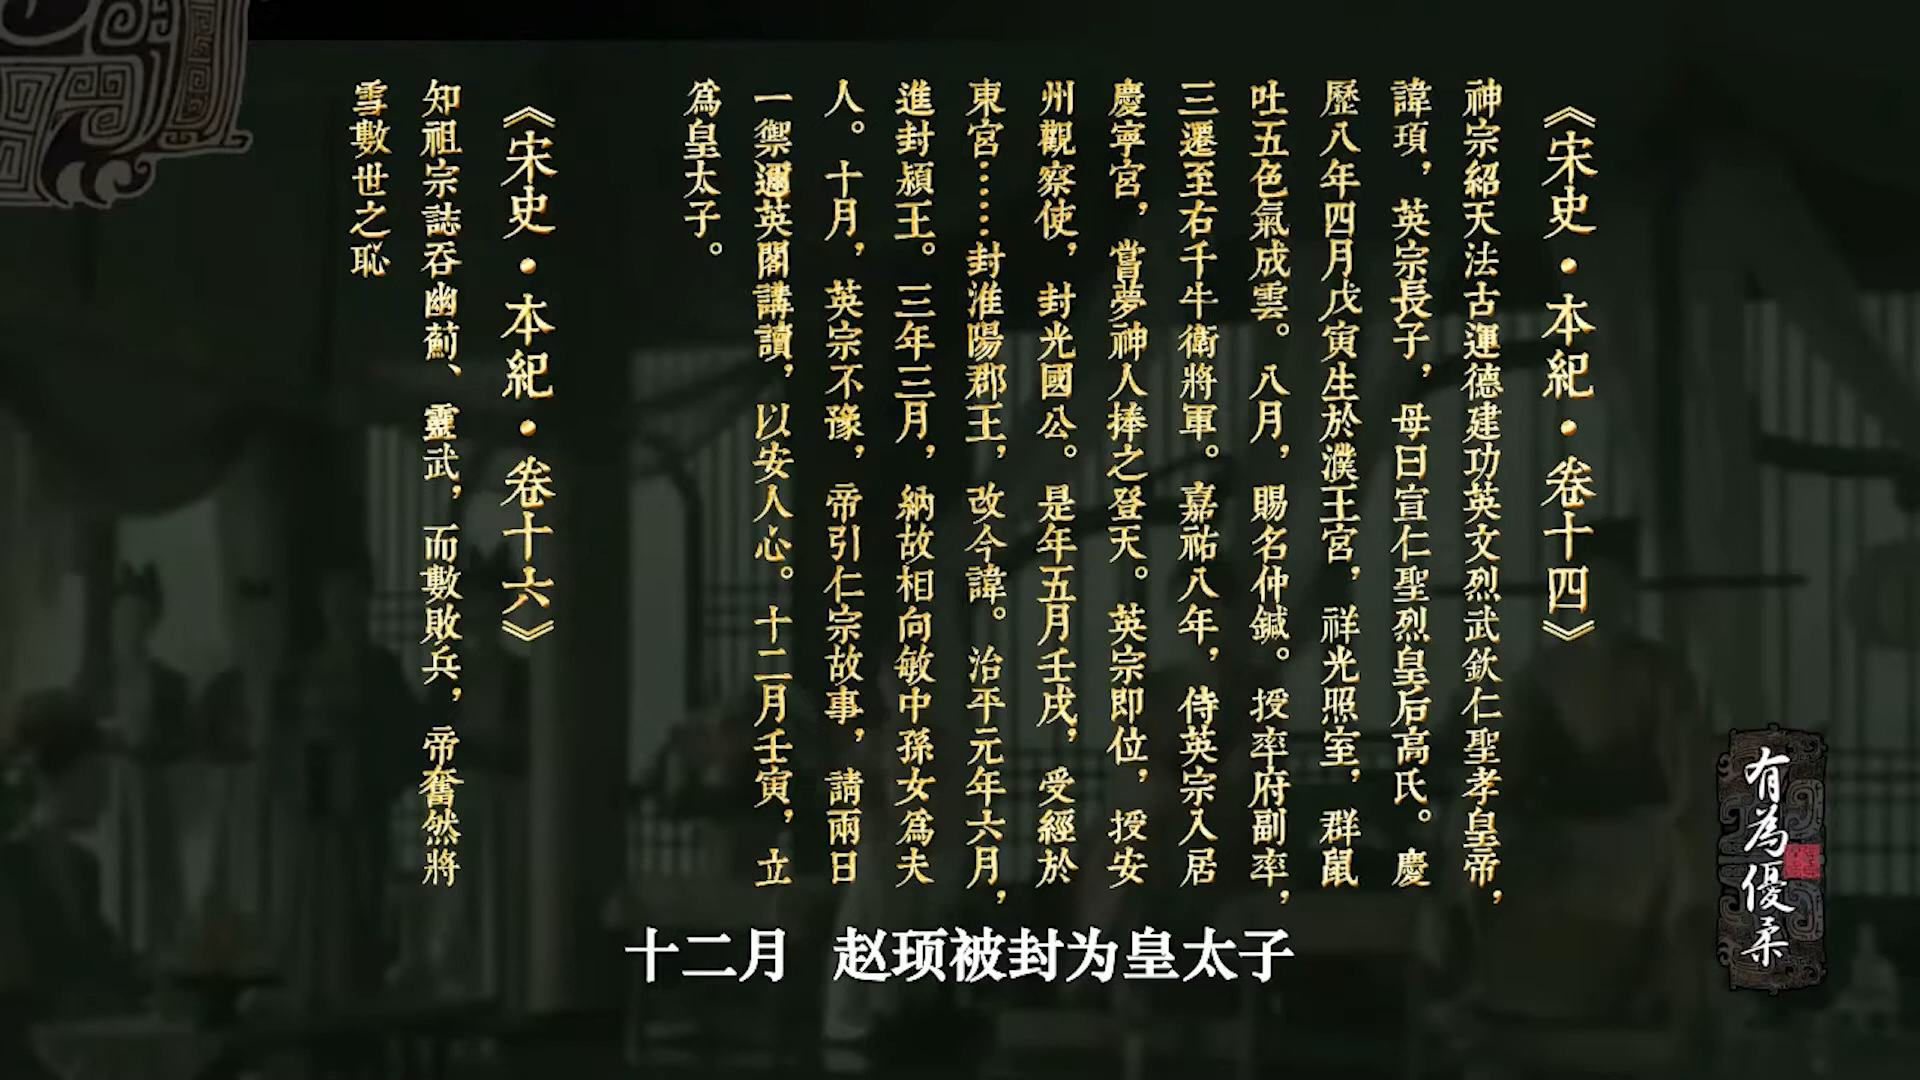 《宋史·本紀·卷十四》
神宗紹天法古運德建功英文烈武欽仁聖孝皇帝，
諱頊，英宗長子，母曰宣仁聖烈皇后高氏。慶
歷八年四月戊寅生於濮王宮，祥光照室，群鼠
吐五色氣成雲。八月，賜名仲鍼。授率府副率，
三遷至右千牛衛將軍。嘉祐八年，侍英宗入居
慶寧宮，嘗夢神人捧之登天。英宗即位，授安
州觀察使，封光國公。是年五月壬戌，受經於
東宮……封淮陽郡王，改今諱。治平元年六月，
進封潁王。三年三月，納故相向敏中孫女爲夫
人。十月，英宗不豫，帝引仁宗故事，請兩日
一禦邇英閣講讀，以安人心。十二月壬寅，立
爲皇太子。
《宋史·本紀·卷十六》
知祖宗誌吞幽薊、靈武，而數敗兵，帝奮然將
雪數世之恥
十二月 赵顼被封为皇太子
有為優柔